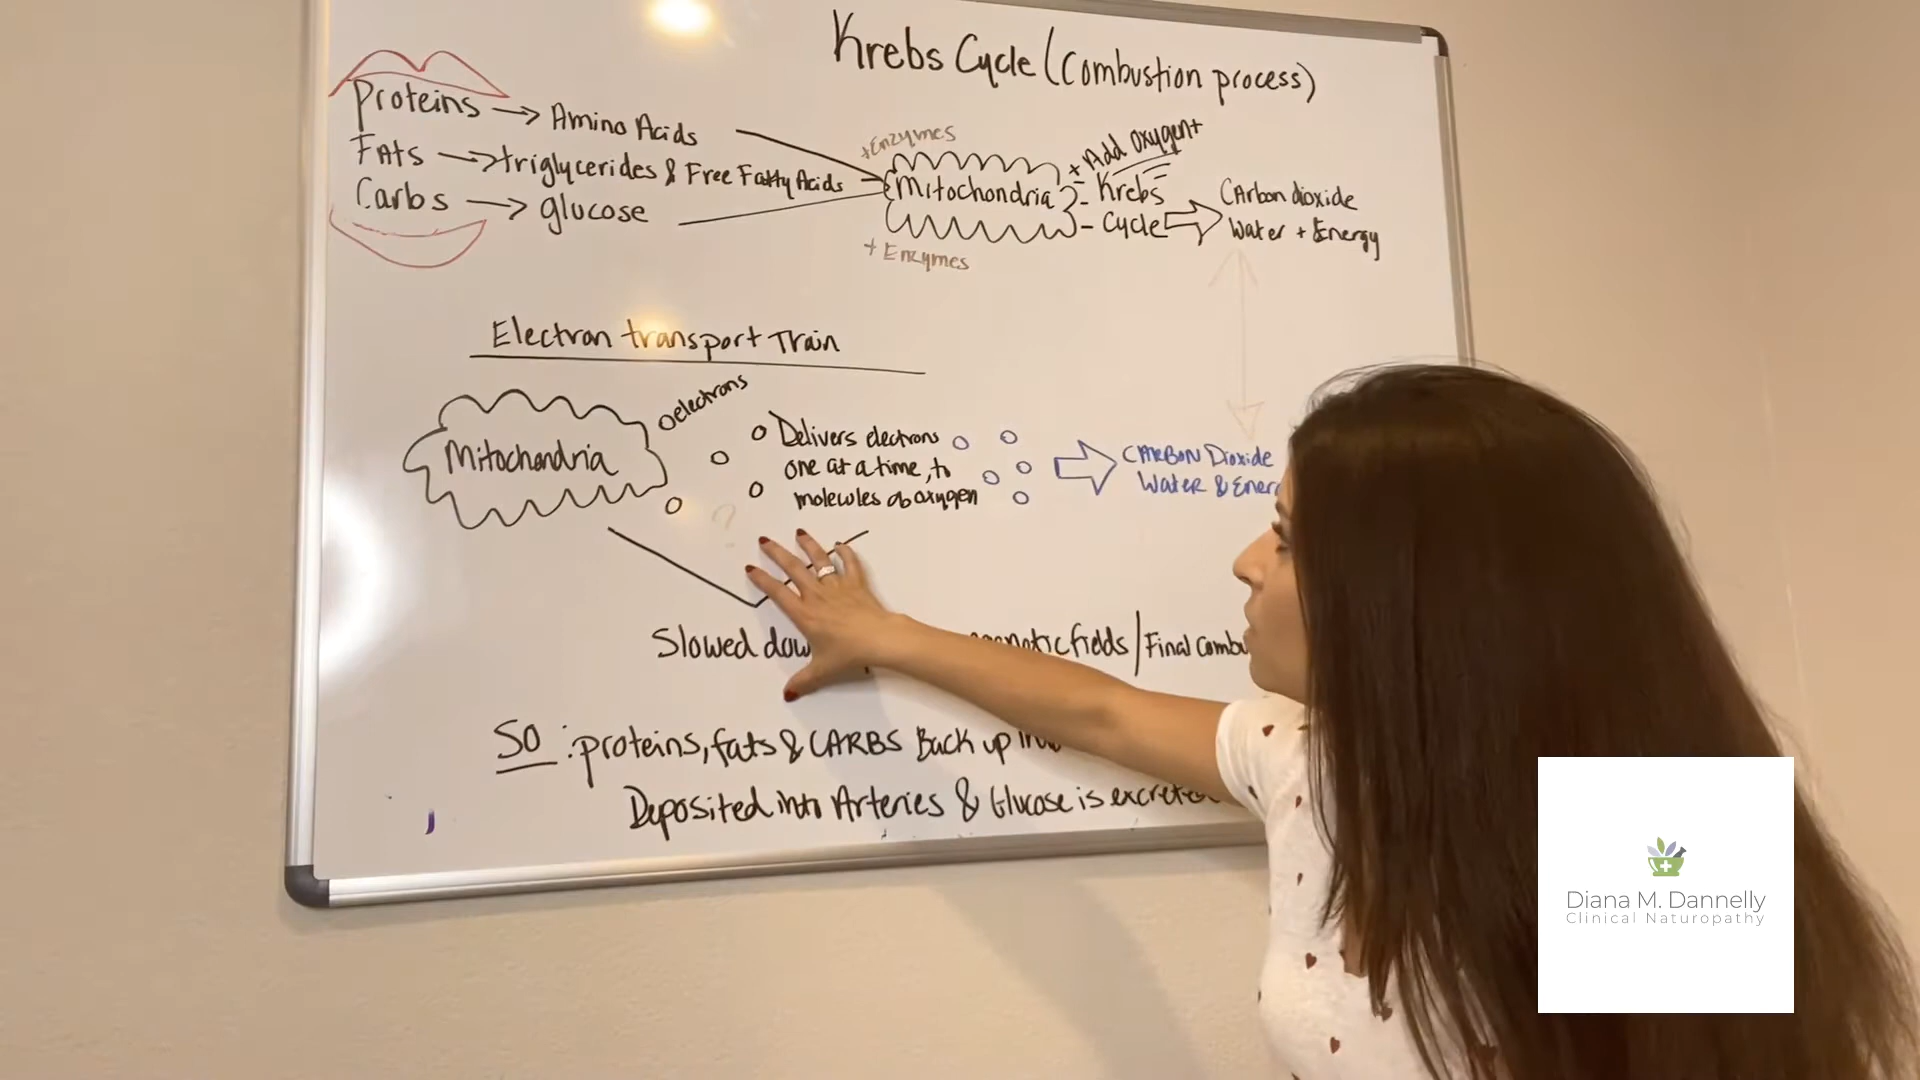 Krebs Cycle (Combustion process)
Proteins → Amino Acids
Fats → triglycerides & Free Fatty Acids
Carbs → glucose
+ Enzymes
Mitochondria
+ Enzymes
+ Add oxygen +
- Krebs
- Cycle
Carbon dioxide
Water + Energy
Electron transport Train
Mitochondria
electrons
Delivers electrons
one at a time, to
molecules of oxygen
?
Carbon Dioxide
Water &
Slowed
fields / Final
SO : proteins, fats & CARBS Back up
Deposited into Arteries & Glucose is
Diana M. Dannelly
Clinical Naturopathy